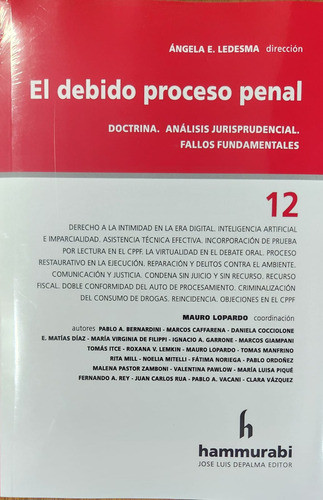 ÁNGELA E. LEDESMA dirección
El debido proceso penal
DOCTRINA. ANÁLISIS JURISPRUDENCIAL.
FALLOS FUNDAMENTALES
12
DERECHO A LA INTIMIDAD EN LA ERA DIGITAL. INTELIGENCIA ARTIFICIAL
E IMPARCIALIDAD. ASISTENCIA TÉCNICA EFECTIVA. INCORPORACIÓN DE PRUEBA
POR LECTURA EN EL CPPF. LA VIRTUALIDAD EN EL DEBATE ORAL. PROCESO
RESTAURATIVO EN LA EJECUCIÓN. REPARACIÓN Y DELITOS CONTRA EL AMBIENTE.
COMUNICACIÓN Y JUSTICIA. CONDENA SIN JUICIO Y SIN RECURSO. RECURSO
FISCAL. DOBLE CONFORMIDAD DEL AUTO DE PROCESAMIENTO. CRIMINALIZACIÓN
DEL CONSUMO DE DROGAS. REINCIDENCIA. OBJECIONES EN EL CPPF
MAURO LOPARDO coordinación
autores PABLO A. BERNARDINI - MARCOS CAFFARENA - DANIELA COCCIOLONE
E. MATÍAS DÍAZ - MARÍA VIRGINIA DE FILIPPI - IGNACIO A. GARRONE - MARCOS GIAMPANI
TOMÁS ITCE - ROXANA V. LEMKIN - MAURO LOPARDO - TOMAS MANFRINO
RITA MILL - NOELIA MITELLI - FÁTIMA NORIEGA - PABLO ORDOÑEZ
MALENA PASTOR ZAMBONI - VALENTINA PAWLOW - MARÍA LUISA PIQUÉ
FERNANDO A. REY - JUAN CARLOS RUA - PABLO A. VACANI - CLARA VÁZQUEZ
h
hammurabi
JOSE LUIS DEPALMA EDITOR